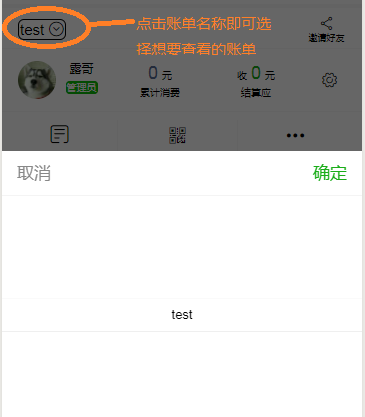 test
点击账单名称即可选
择想要查看的账单
邀请好友
露哥
管理员
0 元
累计消费
收 0 元
结算应
取消
确定
test